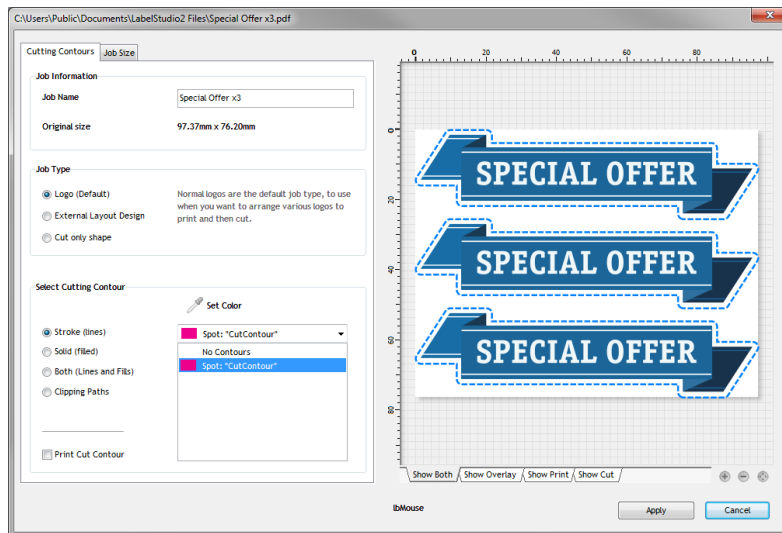 C:\Users\Public\Documents\LabelStudio2 Files\Special Offer x3.pdf
x
Cutting Contours
Job Size
Job Information
Job Name
Special Offer x3
Original size
97.37mm x 76.20mm
Job Type
Logo (Default)
External Layout Design
Cut only shape
Normal logos are the default job type, to use
when you want to arrange various logos to
print and then cut.
Select Cutting Contour
Set Color
Stroke (lines)
Solid (filled)
Both (Lines and Fills)
Clipping Paths
Spot: "CutContour"
No Contours
Spot: "CutContour"
Print Cut Contour
0 20 40 60 80
0
20
40
60
80
SPECIAL OFFER
SPECIAL OFFER
SPECIAL OFFER
Show Both
Show Overlay
Show Print
Show Cut
lbMouse
Apply
Cancel